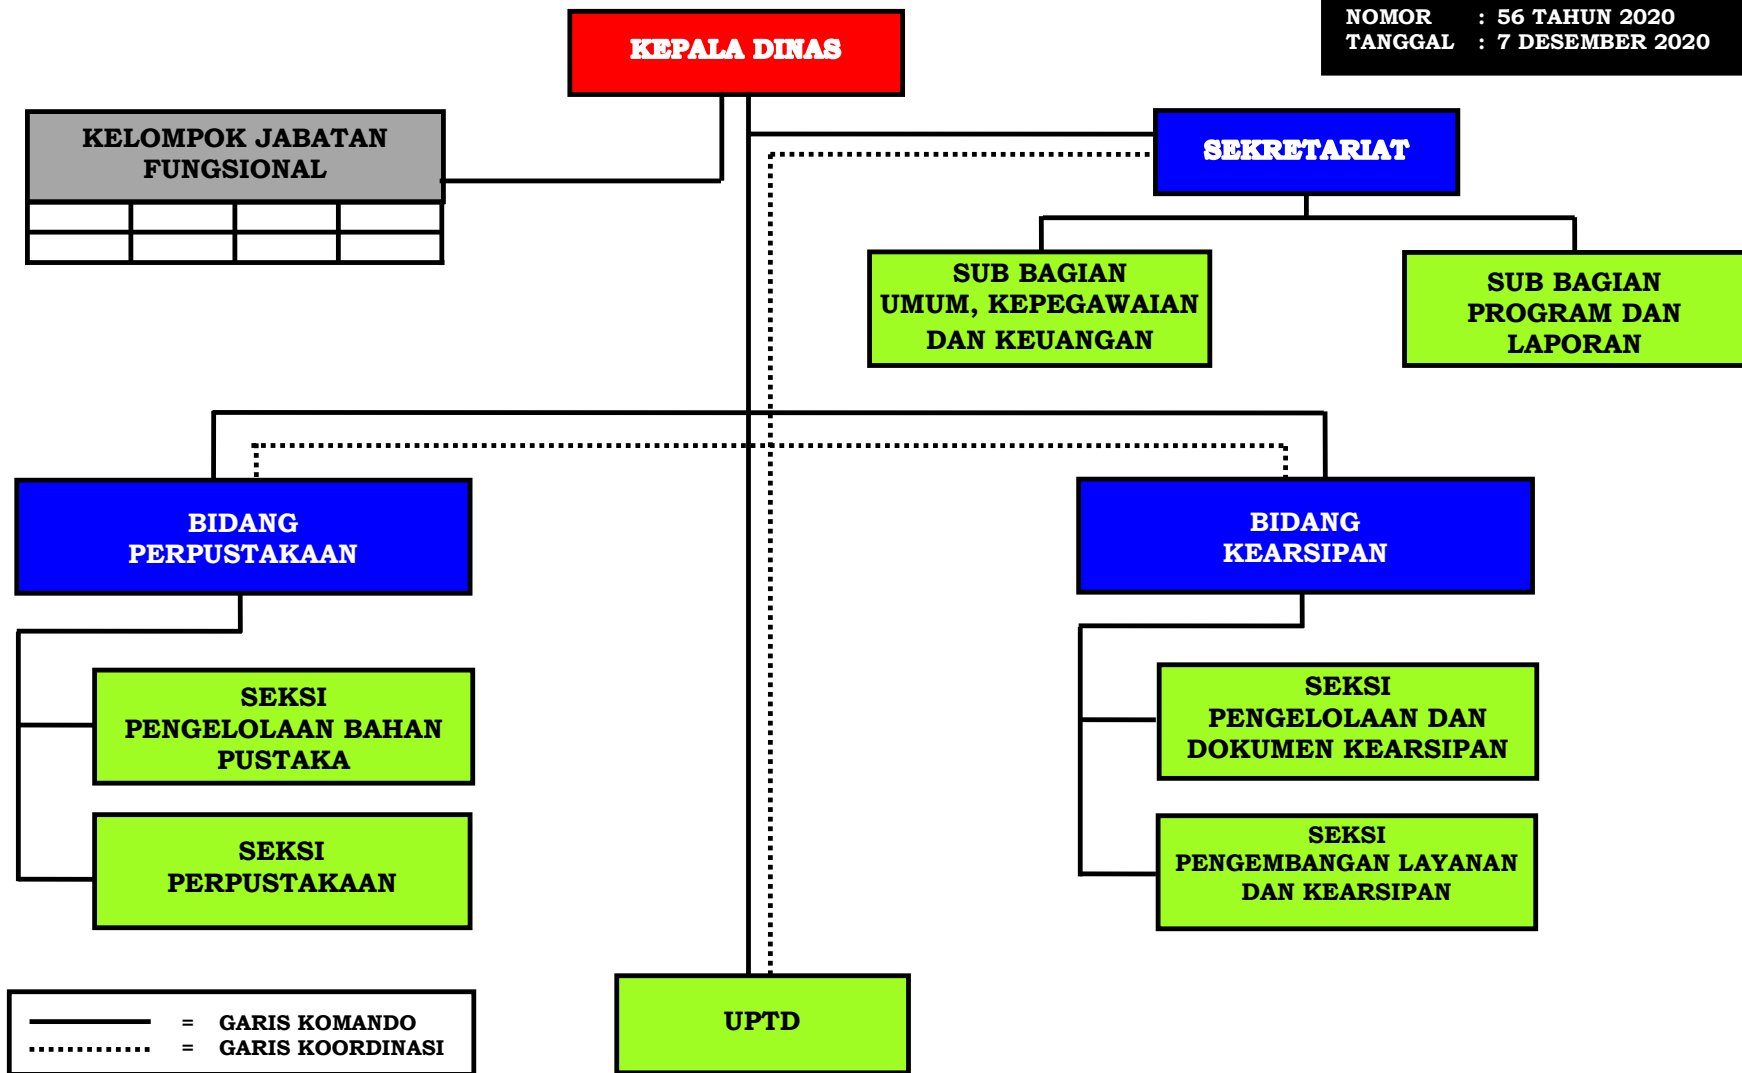 NOMOR : 56 TAHUN 2020
TANGGAL : 7 DESEMBER 2020
KEPALA DINAS
KELOMPOK JABATAN
FUNGSIONAL
SEKRETARIAT
SUB BAGIAN
UMUM, KEPEGAWAIAN
DAN KEUANGAN
SUB BAGIAN
PROGRAM DAN
LAPORAN
BIDANG
PERPUSTAKAAN
BIDANG
KEARSIPAN
SEKSI
PENGELOLAAN BAHAN
PUSTAKA
SEKSI
PERPUSTAKAAN
SEKSI
PENGELOLAAN DAN
DOKUMEN KEARSIPAN
SEKSI
PENGEMBANGAN LAYANAN
DAN KEARSIPAN
UPTD
= GARIS KOMANDO
= GARIS KOORDINASI